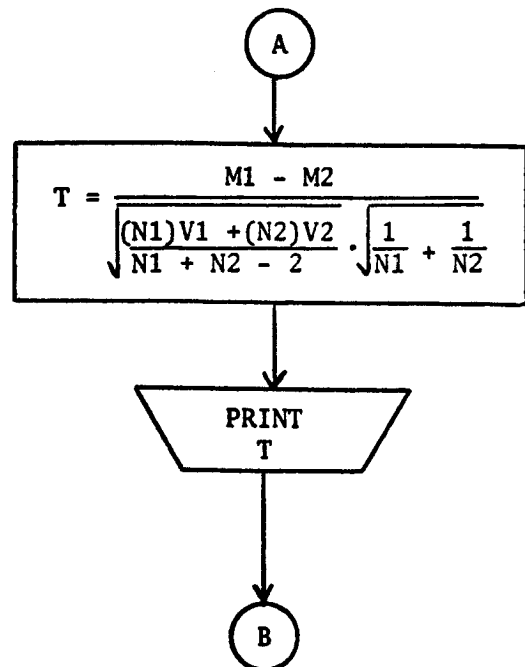 A
M1 - M2
T =
(N1)V1 +(N2)V2
N1 + N2 - 2
·
1
N1
+
1
N2
PRINT
T
B